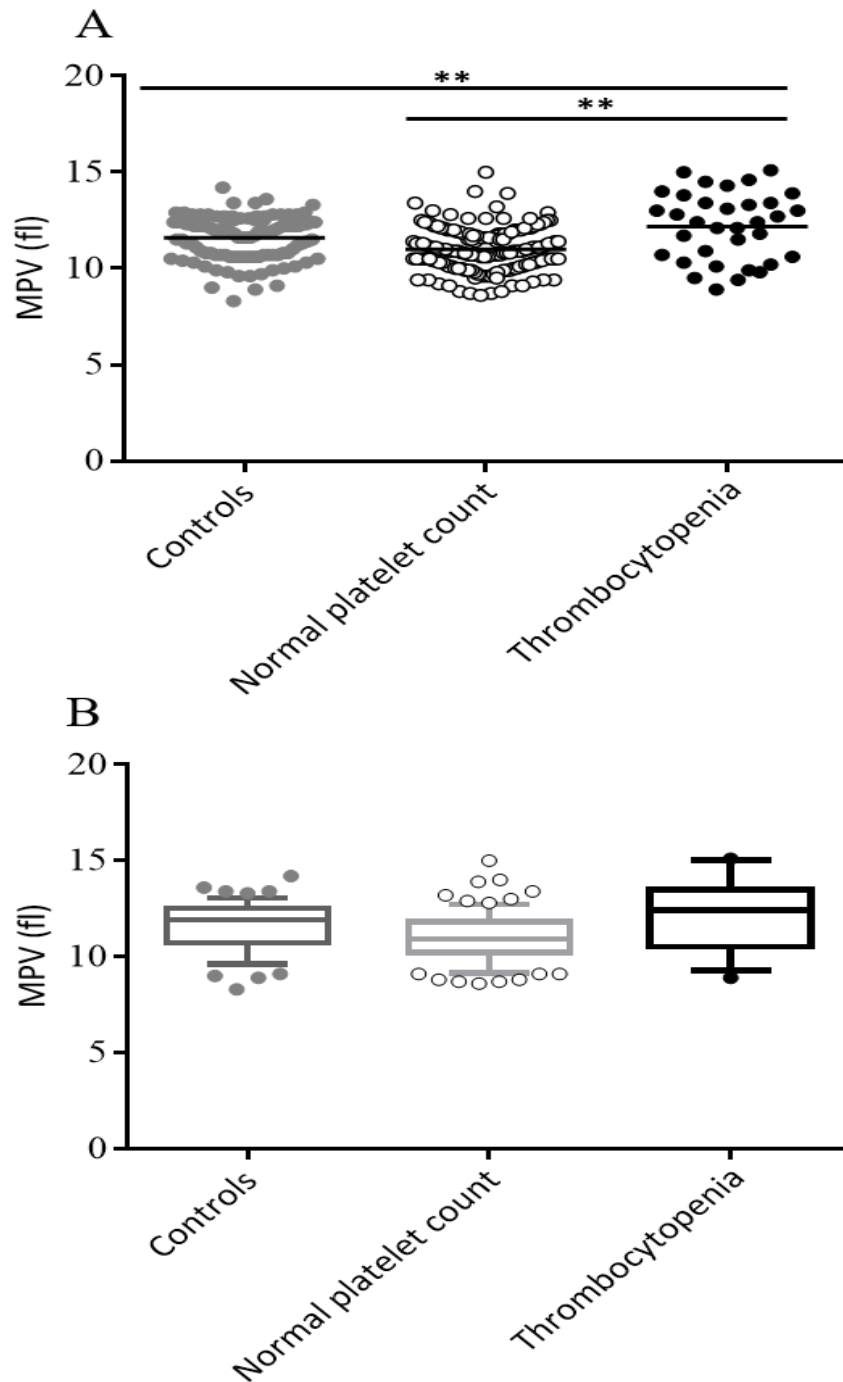 A
20
15
10
5
0
MPV (fl)
**
**
Controls
Normal platelet count
Thrombocytopenia
B
20
15
10
5
0
MPV (fl)
Controls
Normal platelet count
Thrombocytopenia